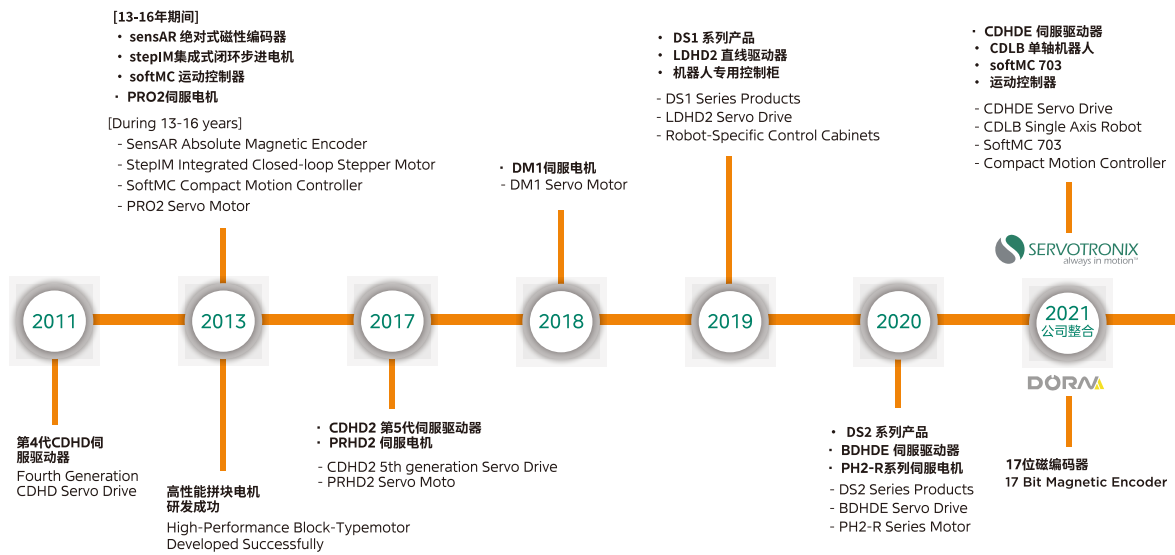 [13-16年期间]
• sensAR 绝对式磁性编码器
• stepIM集成式闭环步进电机
• softMC 运动控制器
· PRO2伺服电机
[During 13-16 years]
- SensAR Absolute Magnetic Encoder
- StepIM Integrated Closed-loop Stepper Motor
- SoftMC Compact Motion Controller
- PRO2 Servo Motor
· DM1伺服电机
- DM1 Servo Motor
• DS1 系列产品
• LDHD2 直线驱动器
• 机器人专用控制柜
- DS1 Series Products
- LDHD2 Servo Drive
- Robot-Specific Control Cabinets
· CDHDE 伺服驱动器
• CDLB 单轴机器人
• softMC 703
• 运动控制器
- CDHDE Servo Drive
- CDLB Single Axis Robot
- SoftMC 703
- Compact Motion Controller
SERVOTRONIX
always in motion™
2011
2013
2017
2018
2019
2020
2021
公司整合
DÖRNA
第4代CDHD伺
服驱动器
Fourth Generation
CDHD Servo Drive
高性能拼块电机
研发成功
High-Performance Block-Typemotor
Developed Successfully
· CDHD2 第5代伺服驱动器
• PRHD2 伺服电机
- CDHD2 5th generation Servo Drive
- PRHD2 Servo Moto
• DS2 系列产品
• BDHDE 伺服驱动器
• PH2-R系列伺服电机
- DS2 Series Products
- BDHDE Servo Drive
- PH2-R Series Motor
17位磁编码器
17 Bit Magnetic Encoder